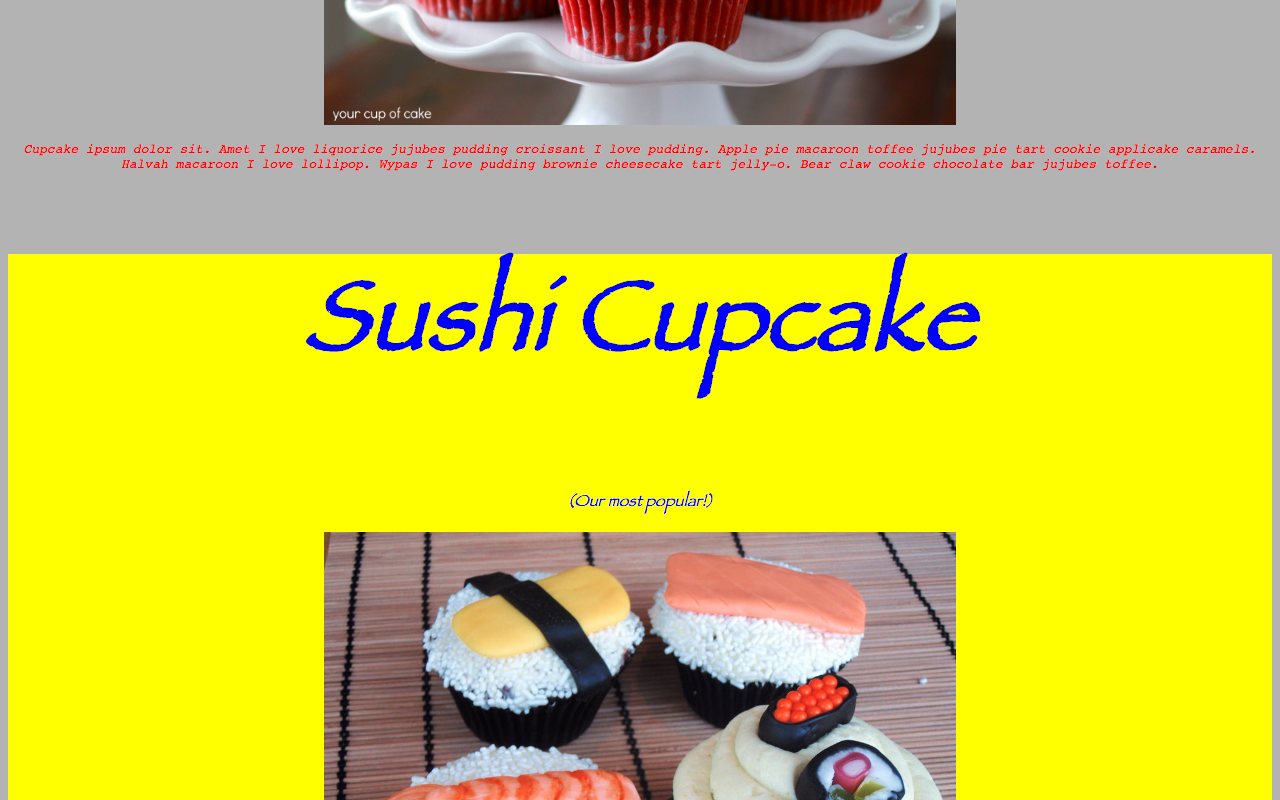 your cup of cake
Cupcake ipsum dolor sit. Amet I love liquorice jujubes pudding croissant I love pudding. Apple pie macaroon toffee jujubes pie tart cookie applicake caramels.
Halvah macaroon I love lollipop. Wypas I love pudding brownie cheesecake tart jelly-o. Bear claw cookie chocolate bar jujubes toffee.
Sushi Cupcake
(Our most popular!)